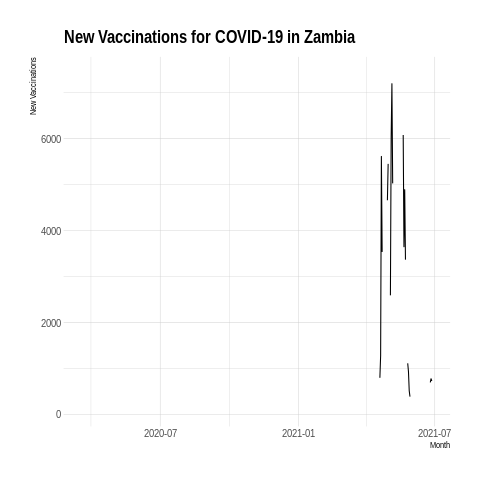 New Vaccinations for COVID-19 in Zambia
New Vaccinations
6000
4000
2000
0
2020-07
2021-01
2021-07
Month